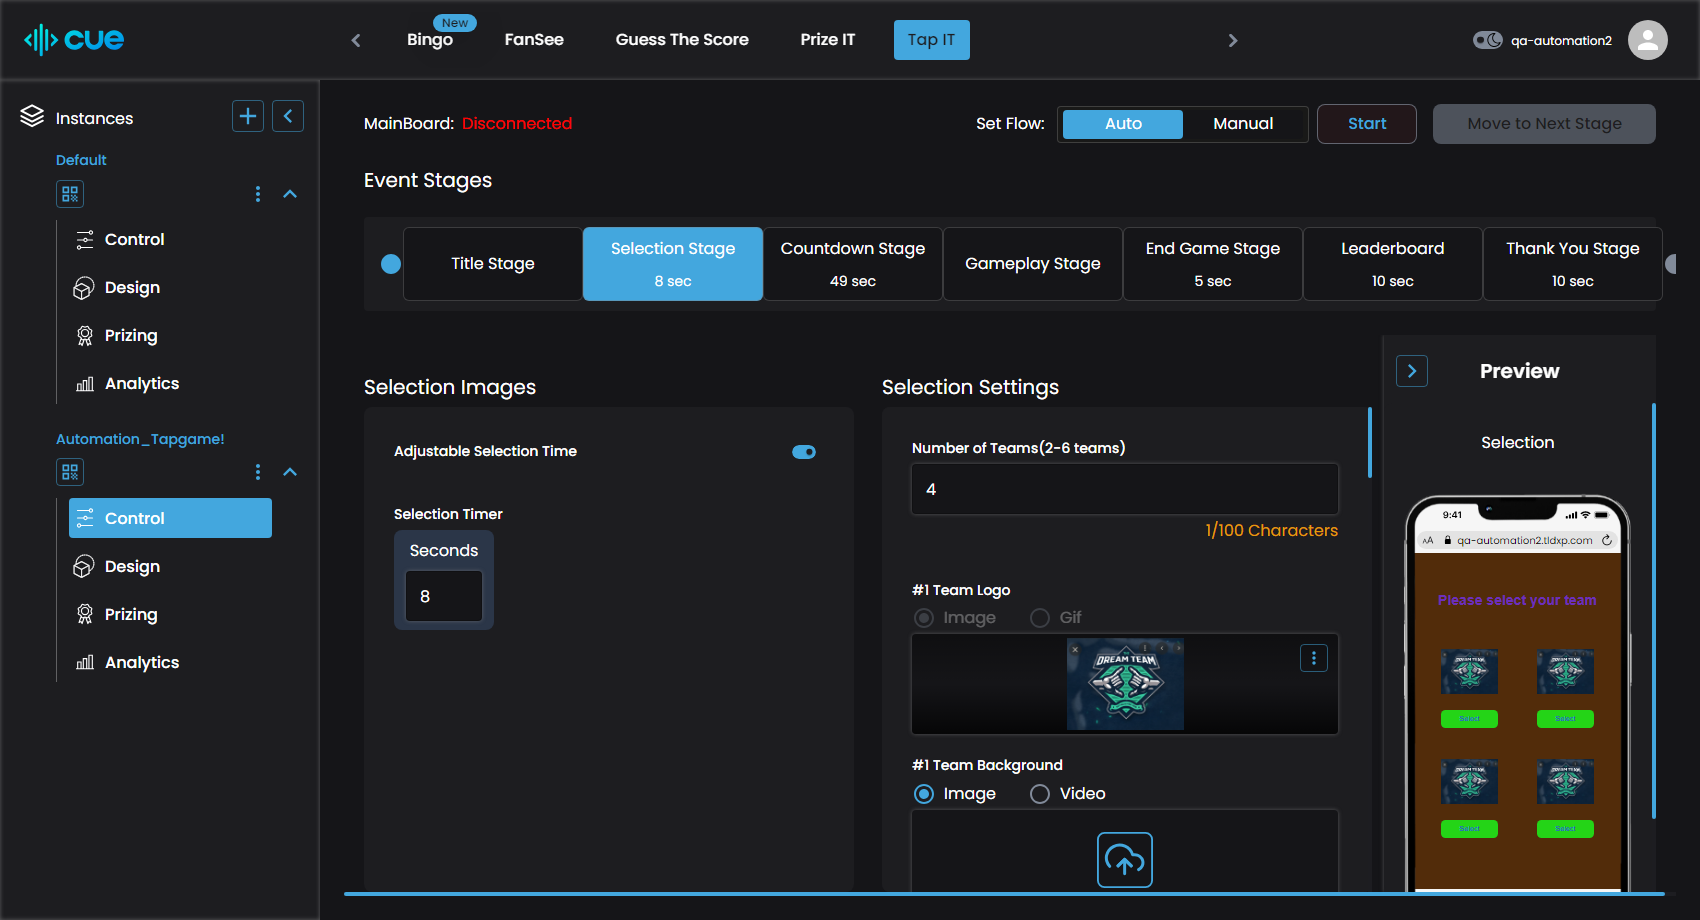 cue
New
Bingo
FanSee
Guess The Score
Prize IT
Tap IT
qa-automation2
Instances
Default
Control
Design
Prizing
Analytics
Automation_Tapgame!
Control
Design
Prizing
Analytics
MainBoard: Disconnected
Set Flow:
Auto
Manual
Start
Move to Next Stage
Event Stages
Title Stage
Selection Stage
8 sec
Countdown Stage
49 sec
Gameplay Stage
End Game Stage
5 sec
Leaderboard
10 sec
Thank You Stage
10 sec
Selection Images
Adjustable Selection Time
Selection Timer
Seconds
8
Selection Settings
Number of Teams(2-6 teams)
4
1/100 Characters
#1 Team Logo
Image
Gif
DREAM TEAM
#1 Team Background
Image
Video
Preview
Selection
9:41
AA
qa-automation2.tldxp.com
Please select your team
DREAM TEAM
DREAM TEAM
Select
Select
DREAM TEAM
DREAM TEAM
Select
Select